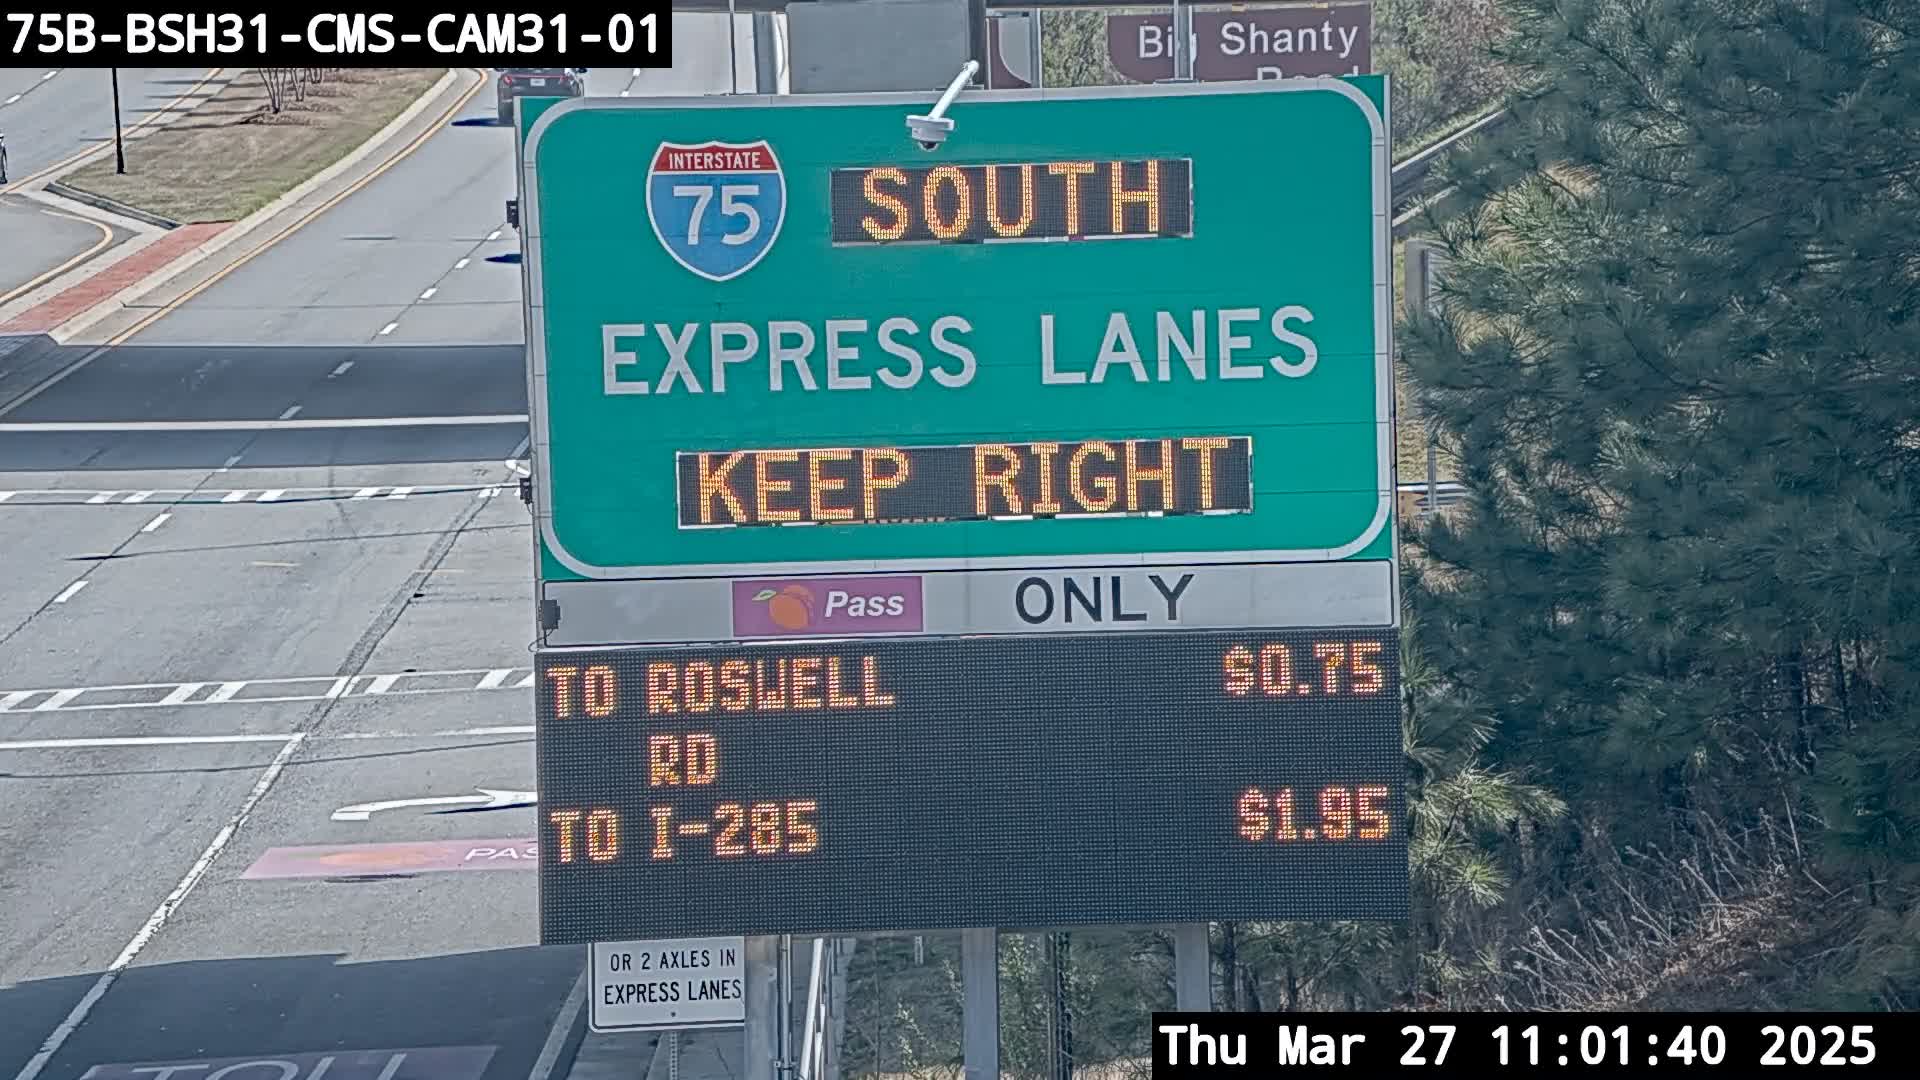 75B-BSH31-CMS-CAM31-01
Big Shanty
Road
INTERSTATE
75
SOUTH
EXPRESS LANES
KEEP RIGHT
Pass ONLY
TO ROSWELL $0.75
RD
TO I-285 $1.95
OR 2 AXLES IN
EXPRESS LANES
TOLL
Thu Mar 27 11:01:40 2025